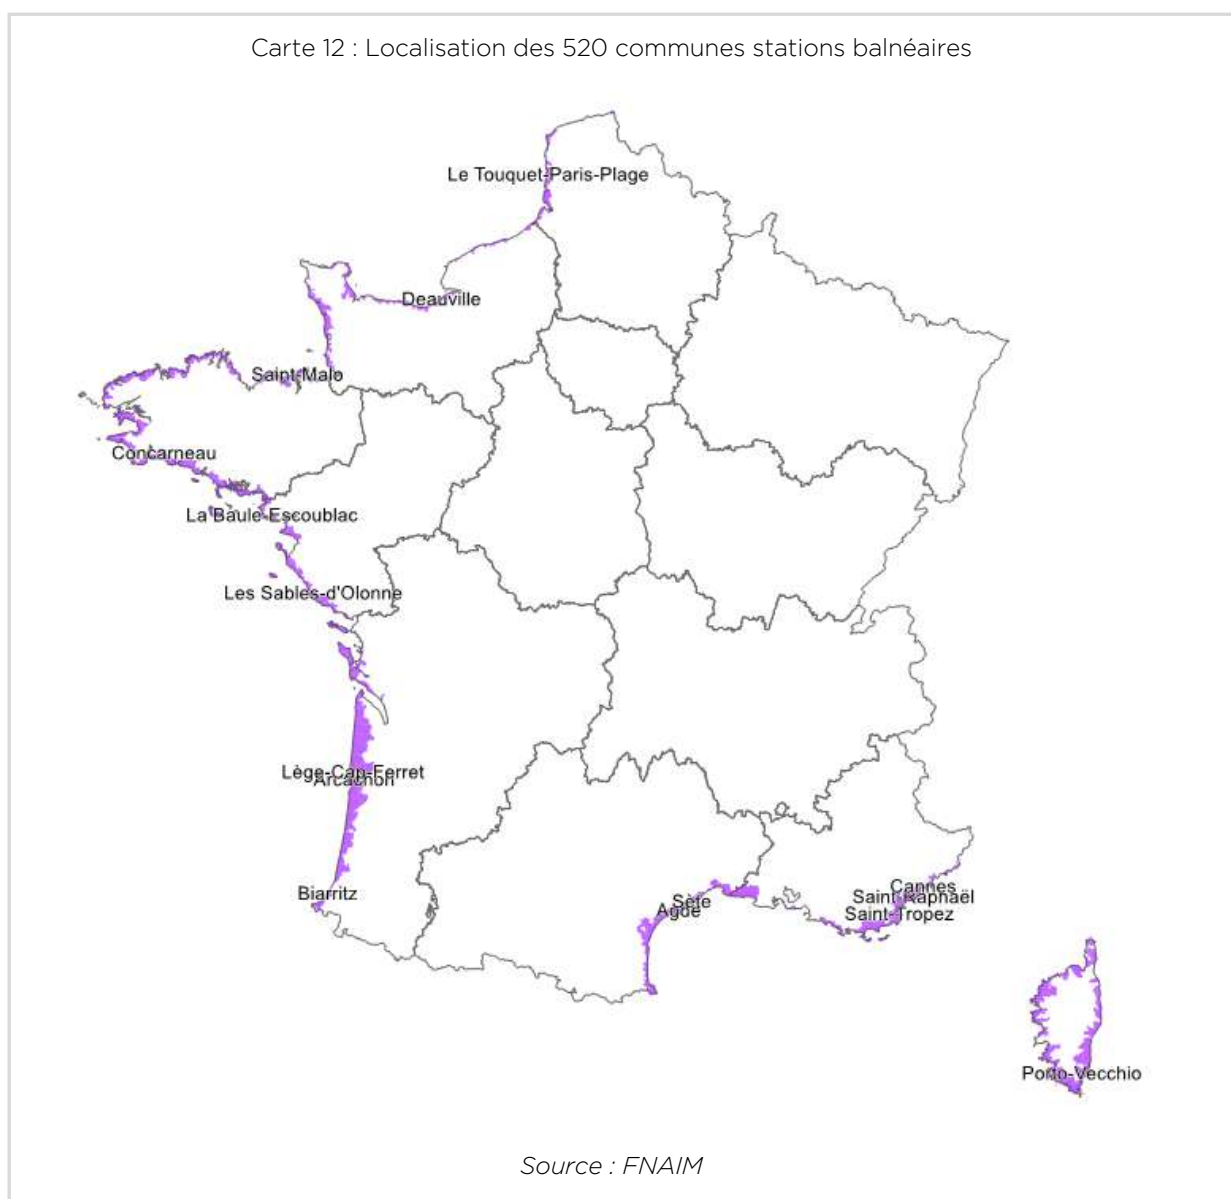 Carte 12 : Localisation des 520 communes stations balnéaires
Le Touquet-Paris-Plage
Deauville
Saint-Malo
Concarneau
La Baule-Escoublac
Les Sables-d'Olonne
Lège-Cap-Ferret
Arcachon
Biarritz
Cannes
Sète
Saint-Raphaël
Agde
Saint-Tropez
Porto-Vecchio
Source : FNAIM